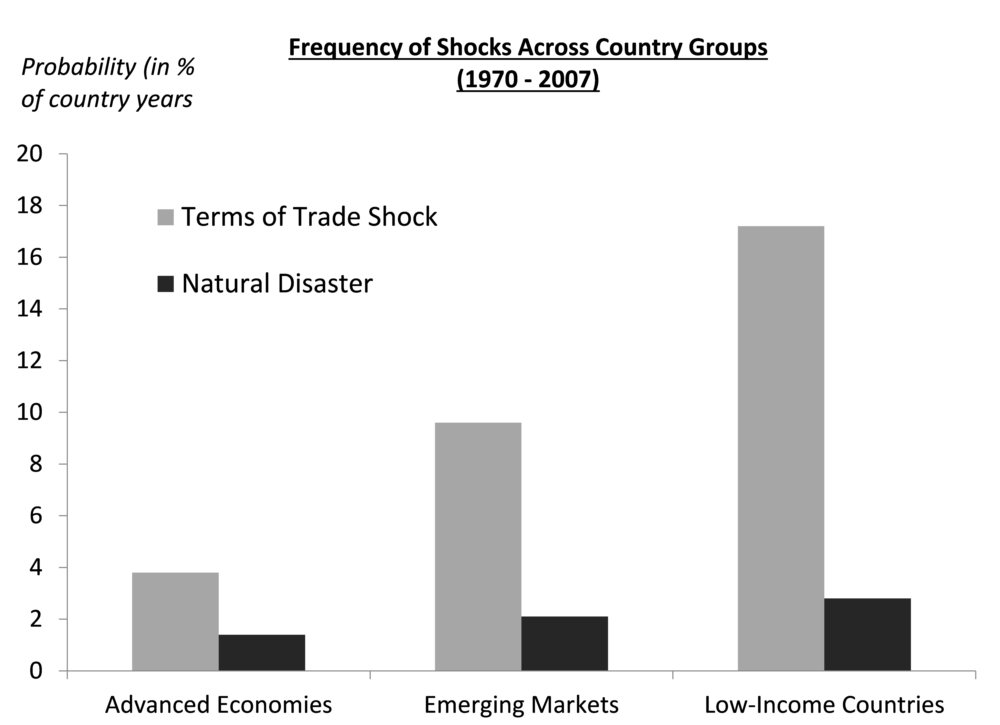 Frequency of Shocks Across Country Groups
(1970 - 2007)
Probability (in %
of country years
20
18
16
14
12
10
8
6
4
2
0
Terms of Trade Shock
Natural Disaster
Advanced Economies
Emerging Markets
Low-Income Countries